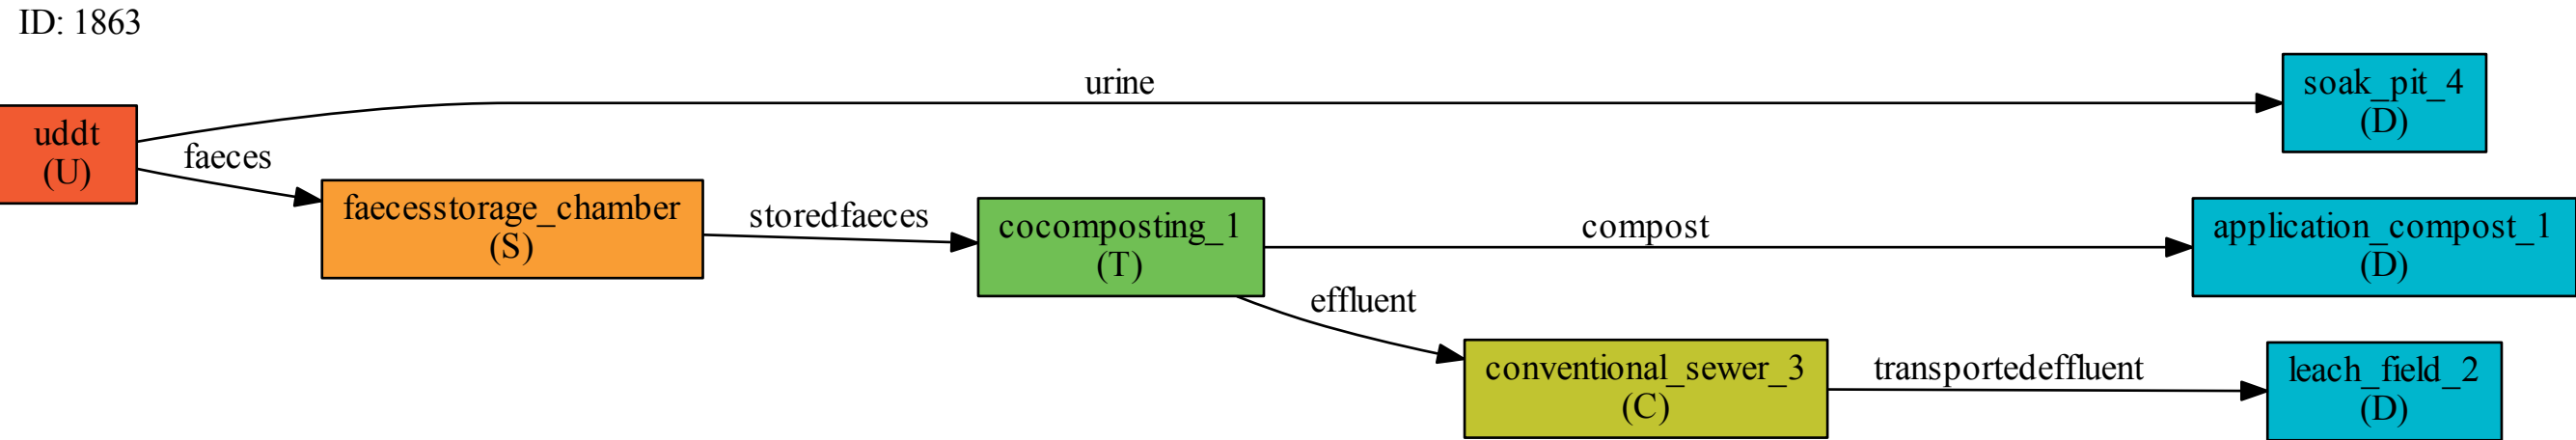 ID: 1863
urine
soak_pit_4
(D)
uddt
(U)
faeces
faecesstorage_chamber
(S)
storedfaeces
cocomposting_1
(T)
compost
application_compost_1
(D)
effluent
conventional_sewer_3
(C)
transportedeffluent
leach_field_2
(D)